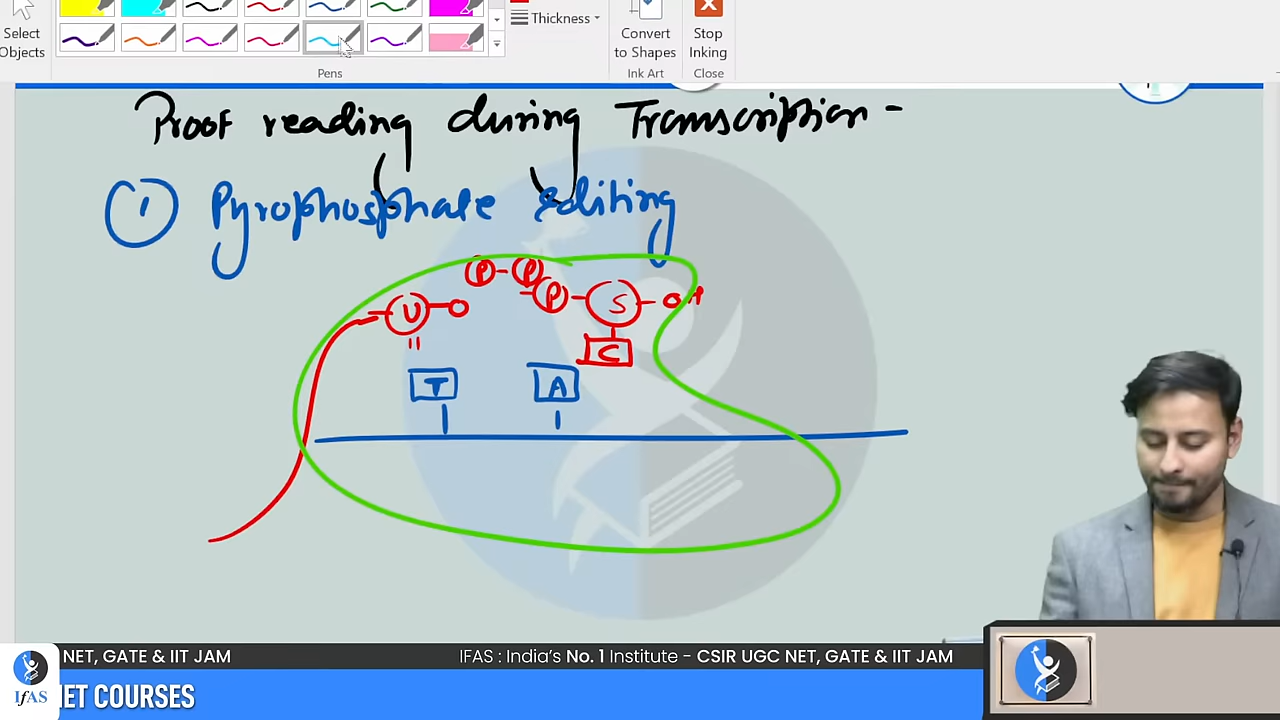 Select
Objects
Thickness
Convert
to Shapes
Stop
Inking
Pens
Ink Art
Close
Proof reading during Transcription -
1 Pyrophosphate editing
P - P
U
P - S - OH
C
T
A
NET, GATE & IIT JAM
IFAS : India's No. 1 Institute - CSIR UGC NET, GATE & IIT JAM
IFAS
NET COURSES